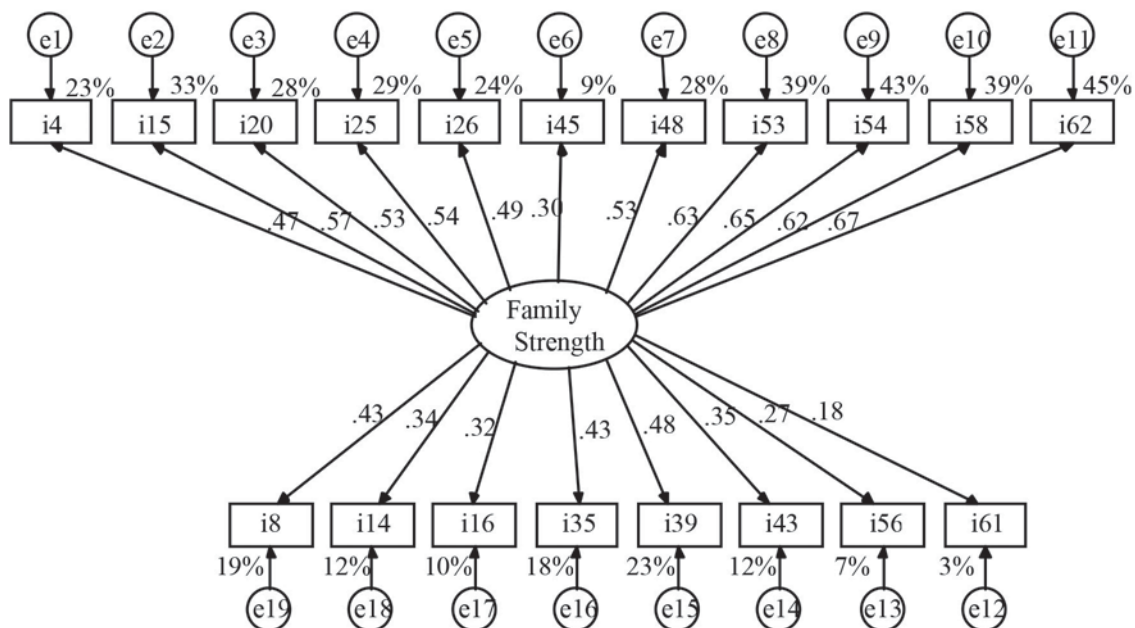 e1 e2 e3 e4 e5 e6 e7 e8 e9 e10 e11
23% 33% 28% 29% 24% 9% 28% 39% 43% 39% 45%
i4 i15 i20 i25 i26 i45 i48 i53 i54 i58 i62
.47 .57 .53 .54 .49 .30 .53 .63 .65 .62 .67
Family
Strength
.43 .34 .32 .43 .48 .35 .27 .18
i8 i14 i16 i35 i39 i43 i56 i61
19% 12% 10% 18% 23% 12% 7% 3%
e19 e18 e17 e16 e15 e14 e13 e12